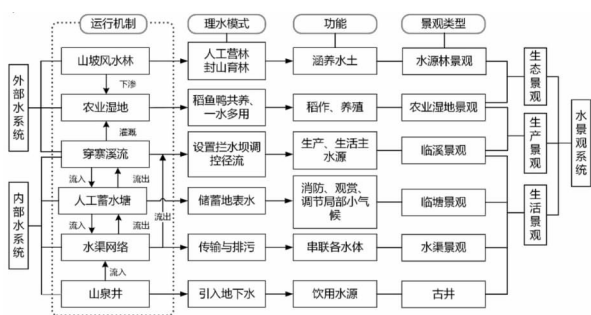 运行机制
理水模式
功能
景观类型
外部水系统
内部水系统
山坡风水林
下渗
农业湿地
灌溉
穿寨溪流
流入
流出
人工蓄水塘
流入
流出
流出
水渠网络
流入
山泉井
人工营林
封山育林
稻鱼鸭共养、
一水多用
设置拦水坝调
控径流
储蓄地表水
传输与排污
引入地下水
涵养水土
稻作、养殖
生产、生活主
水源
消防、观赏、
调节局部小气
候
串联各水体
饮用水源
水源林景观
农业湿地景观
临溪景观
临塘景观
水渠景观
古井
生态景观
生产景观
生活景观
水景观系统